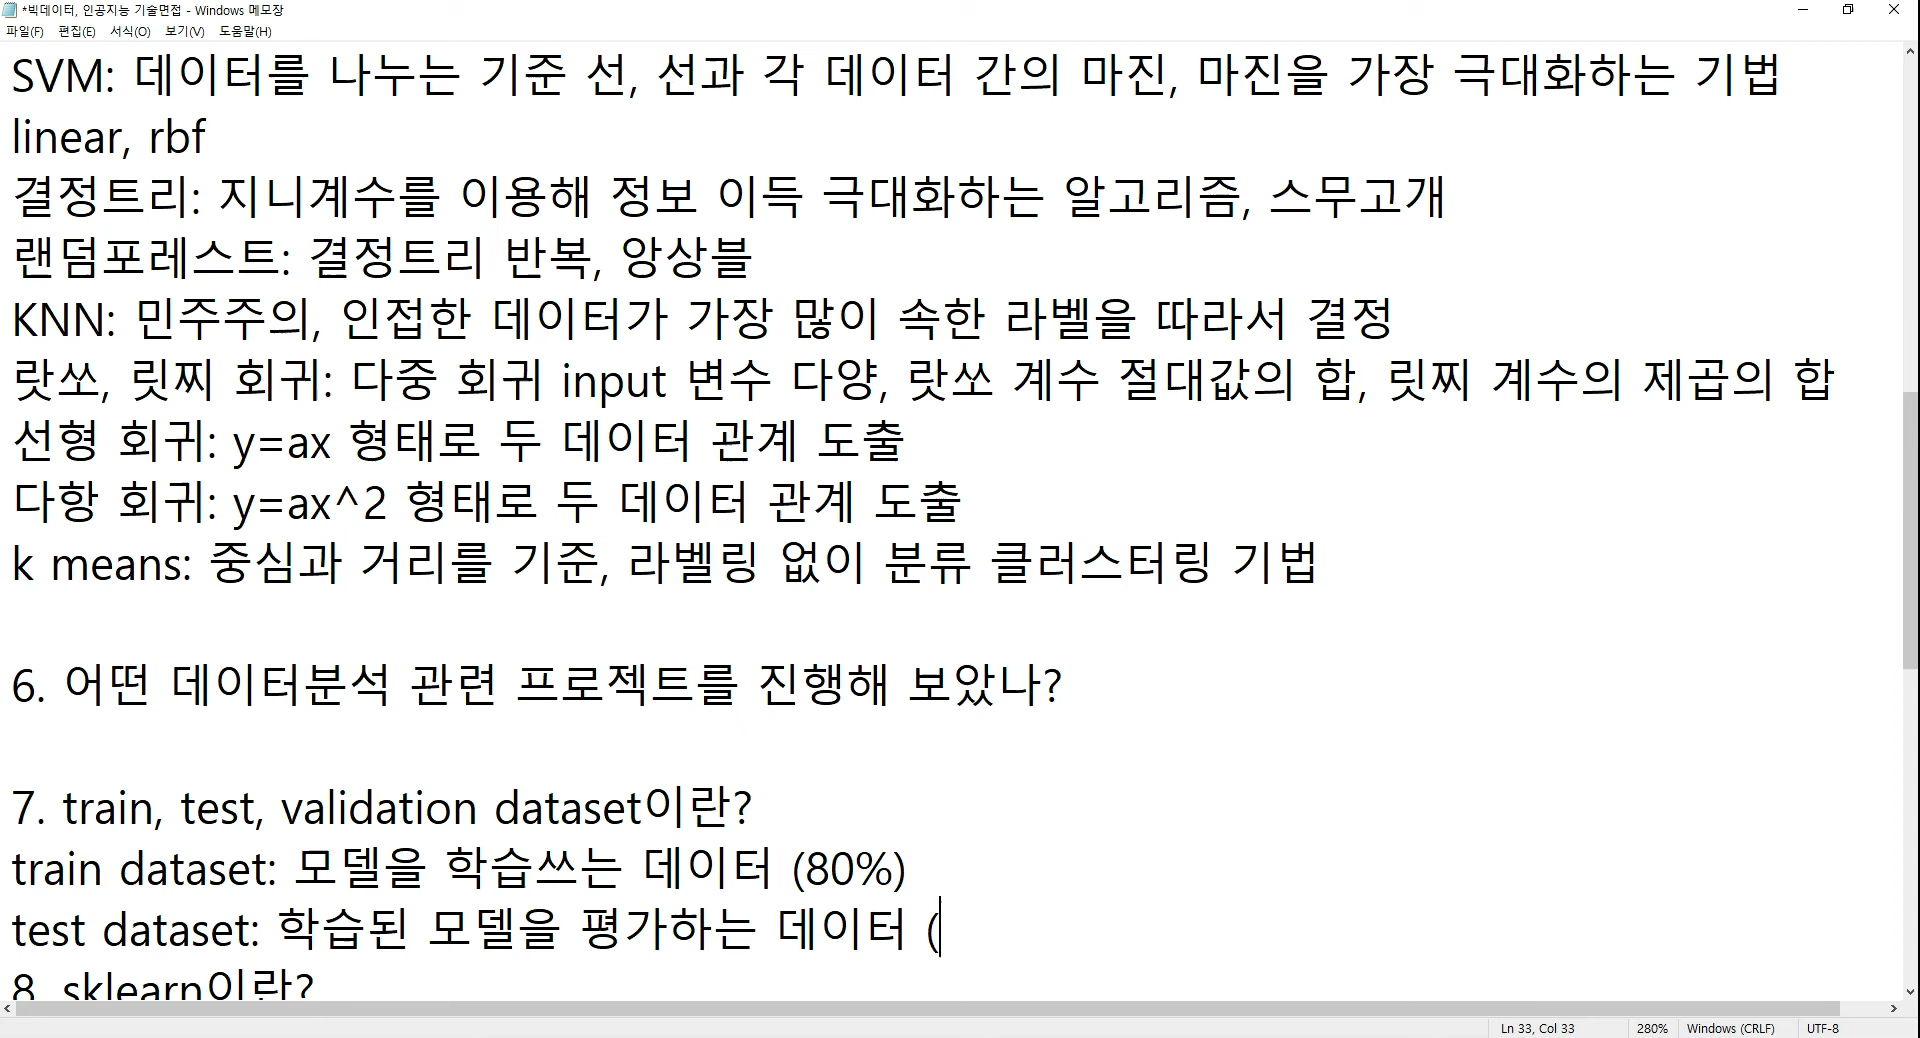 *빅데이터, 인공지능 기술면접 - Windows 메모장
파일(F) 편집(E) 서식(O) 보기(V) 도움말(H)
SVM: 데이터를 나누는 기준 선, 선과 각 데이터 간의 마진, 마진을 가장 극대화하는 기법
linear, rbf
결정트리: 지니계수를 이용해 정보 이득 극대화하는 알고리즘, 스무고개
랜덤포레스트: 결정트리 반복, 앙상블
KNN: 민주주의, 인접한 데이터가 가장 많이 속한 라벨을 따라서 결정
랏쏘, 릿찌 회귀: 다중 회귀 input 변수 다양, 랏쏘 계수 절대값의 합, 릿찌 계수의 제곱의 합
선형 회귀: y=ax 형태로 두 데이터 관계 도출
다항 회귀: y=ax^2 형태로 두 데이터 관계 도출
k means: 중심과 거리를 기준, 라벨링 없이 분류 클러스터링 기법
6. 어떤 데이터분석 관련 프로젝트를 진행해 보았나?
7. train, test, validation dataset이란?
train dataset: 모델을 학습쓰는 데이터 (80%)
test dataset: 학습된 모델을 평가하는 데이터 (
8. sklearn이란?
Ln 33, Col 33 280% Windows (CRLF) UTF-8